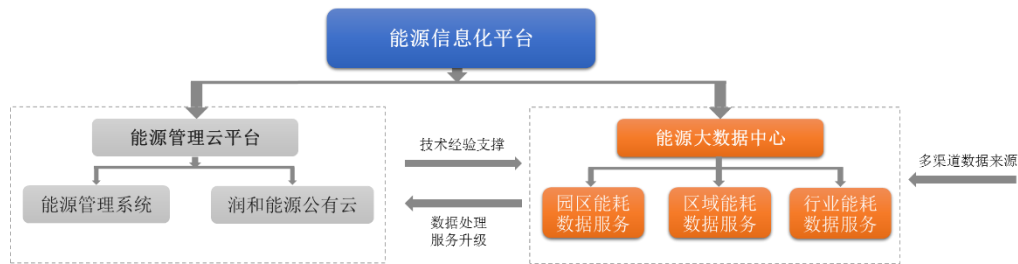 能源信息化平台
能源管理云平台
能源管理系统
润和能源公有云
技术经验支撑
数据处理
服务升级
能源大数据中心
园区能耗
数据服务
区域能耗
数据服务
行业能耗
数据服务
多渠道数据来源